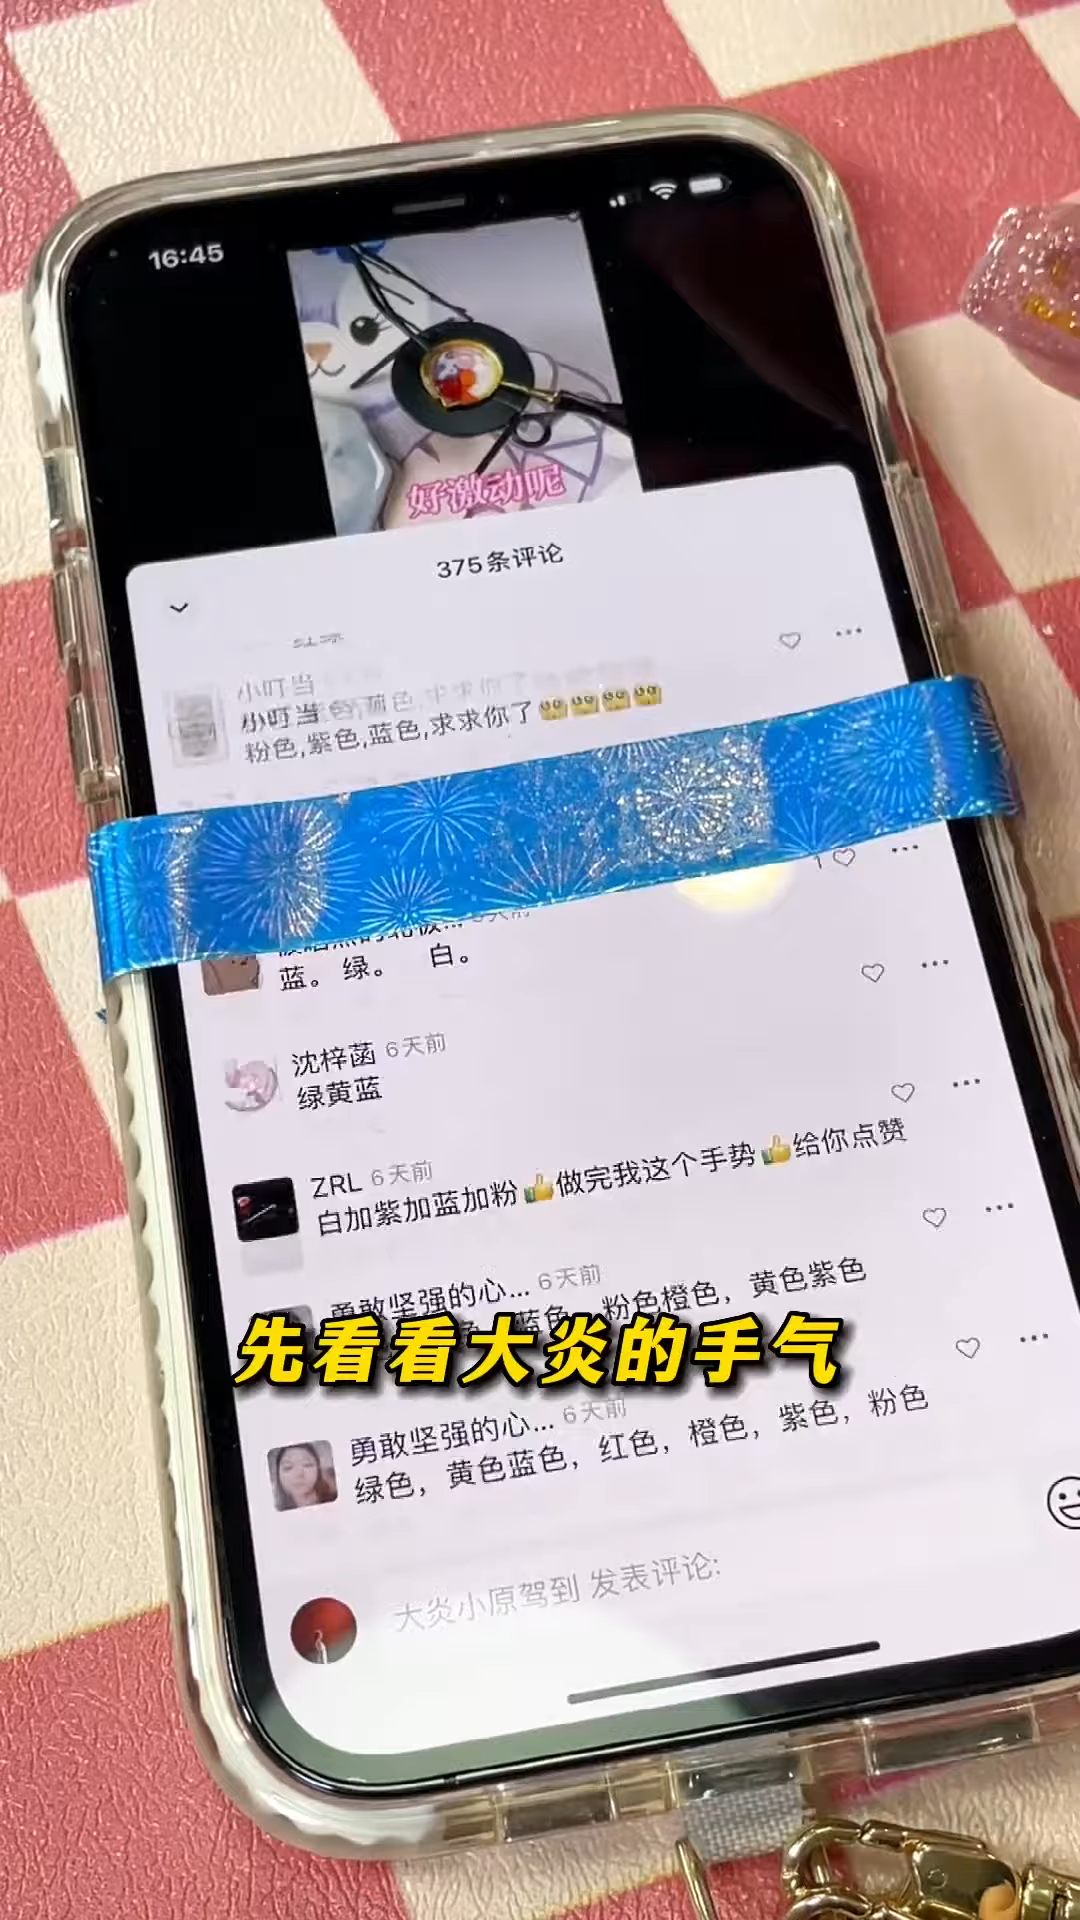 16:45
好激动呢
375条评论
小叮当
小叮当
粉色,紫色,蓝色,求求你了
1
蓝。 绿。 白。
沈梓菡 6天前
绿黄蓝
ZRL 6天前
白加紫加蓝加粉👍做完我这个手势👍给你点赞
勇敢坚强的心... 6天前
蓝色, 粉色橙色，黄色紫色
先看看大炎的手气
勇敢坚强的心... 6天前
绿色，黄色蓝色，红色，橙色，紫色，粉色
大炎小原驾到 发表评论: